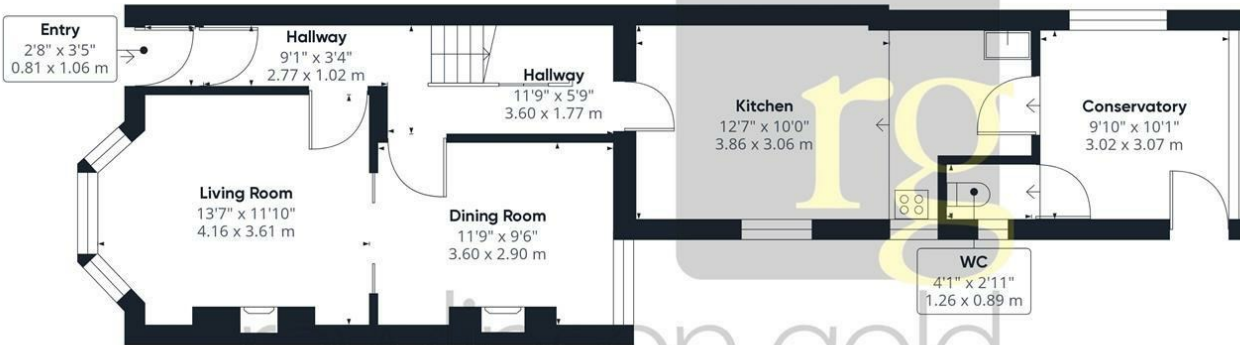 Entry
2'8" x 3'5"
0.81 x 1.06 m
Hallway
9'1" x 3'4"
2.77 x 1.02 m
Hallway
11'9" x 5'9"
3.60 x 1.77 m
Kitchen
12'7" x 10'0"
3.86 x 3.06 m
Conservatory
9'10" x 10'1"
3.02 x 3.07 m
Living Room
13'7" x 11'10"
4.16 x 3.61 m
Dining Room
11'9" x 9'6"
3.60 x 2.90 m
WC
4'1" x 2'11"
1.26 x 0.89 m
rg
gold